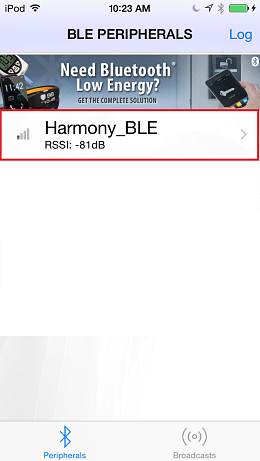 iPod 10:23 AM
BLE PERIPHERALS Log
Need Bluetooth®
Low Energy?
GET THE COMPLETE SOLUTION
Harmony_BLE
RSSI: -81dB
Peripherals Broadcasts